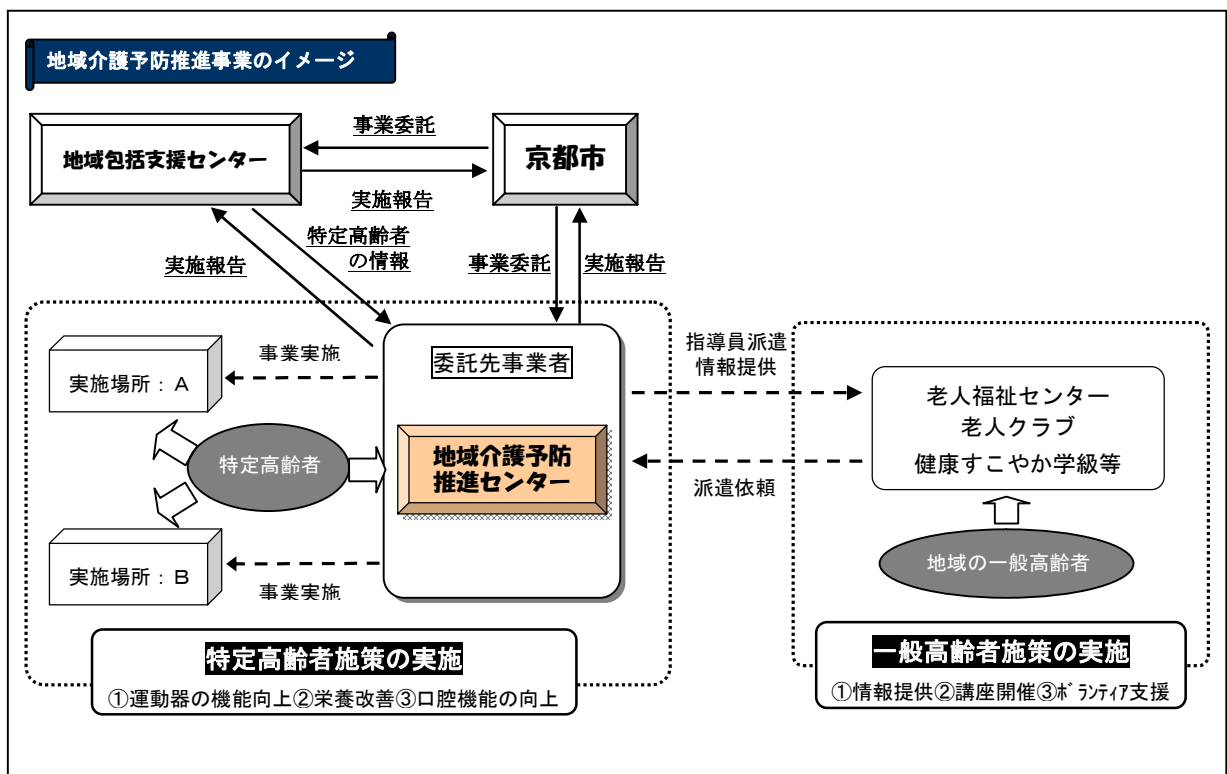 地域介護予防推進事業のイメージ
事業委託
地域包括支援センター
京都市
実施報告
特定高齢者
の情報
実施報告
事業委託
実施報告
指導員派遣
情報提供
事業実施
委託先事業者
実施場所：Ａ
老人福祉センター
老人クラブ
健康すこやか学級等
特定高齢者
地域介護予防
推進センター
派遣依頼
実施場所：Ｂ
地域の一般高齢者
事業実施
特定高齢者施策の実施
①運動器の機能向上②栄養改善③口腔機能の向上
一般高齢者施策の実施
①情報提供②講座開催③ﾎﾞﾗﾝﾃｨｱ支援